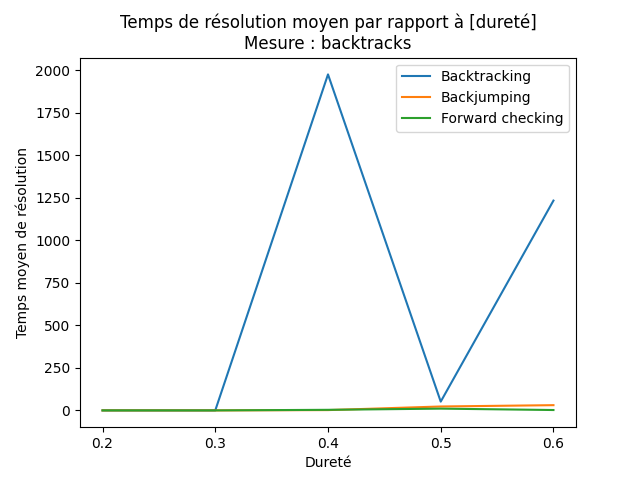 Temps de résolution moyen par rapport à [dureté]
Mesure : backtracks
Backtracking
Backjumping
Forward checking
Temps moyen de résolution
2000
1750
1500
1250
1000
750
500
250
0
0.2 0.3 0.4 0.5 0.6
Dureté